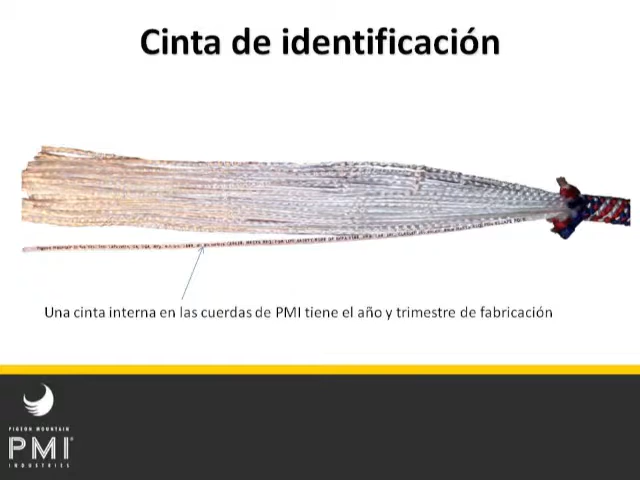 Cinta de identificación
Una cinta interna en las cuerdas de PMI tiene el año y trimestre de fabricación
PIGEON MOUNTAIN
PMI®
INDUSTRIES